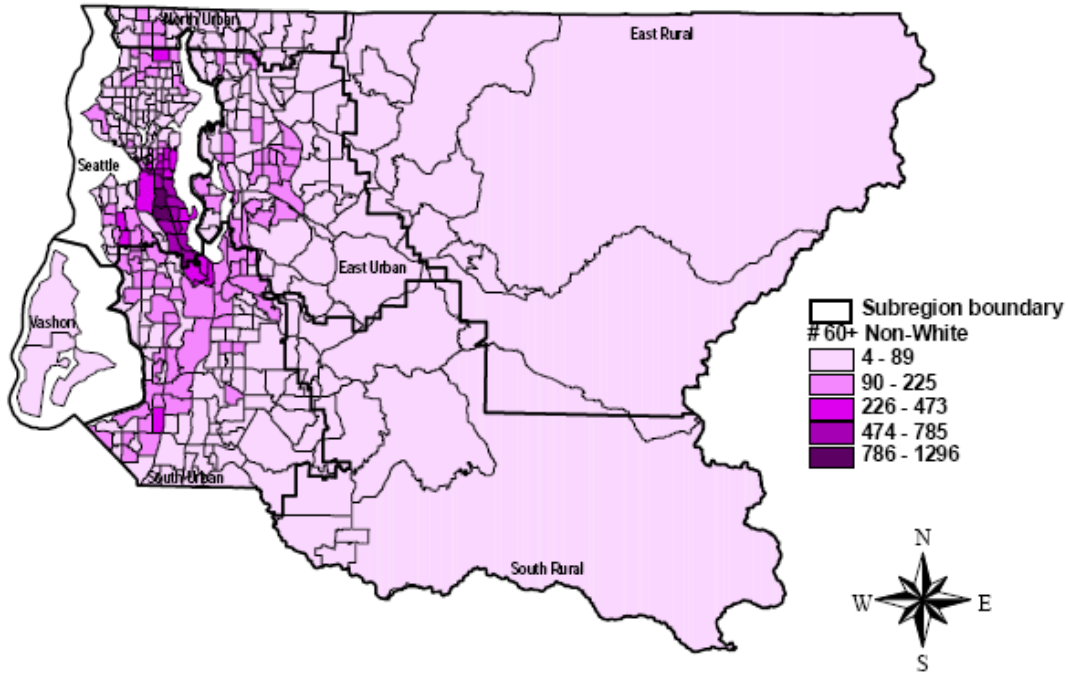 North Urban
East Rural
Seattle
East Urban
Vashon
South Urban
South Rural
Subregion boundary
# 60+ Non-White
4 - 89
90 - 225
226 - 473
474 - 785
786 - 1296
N
W
E
S